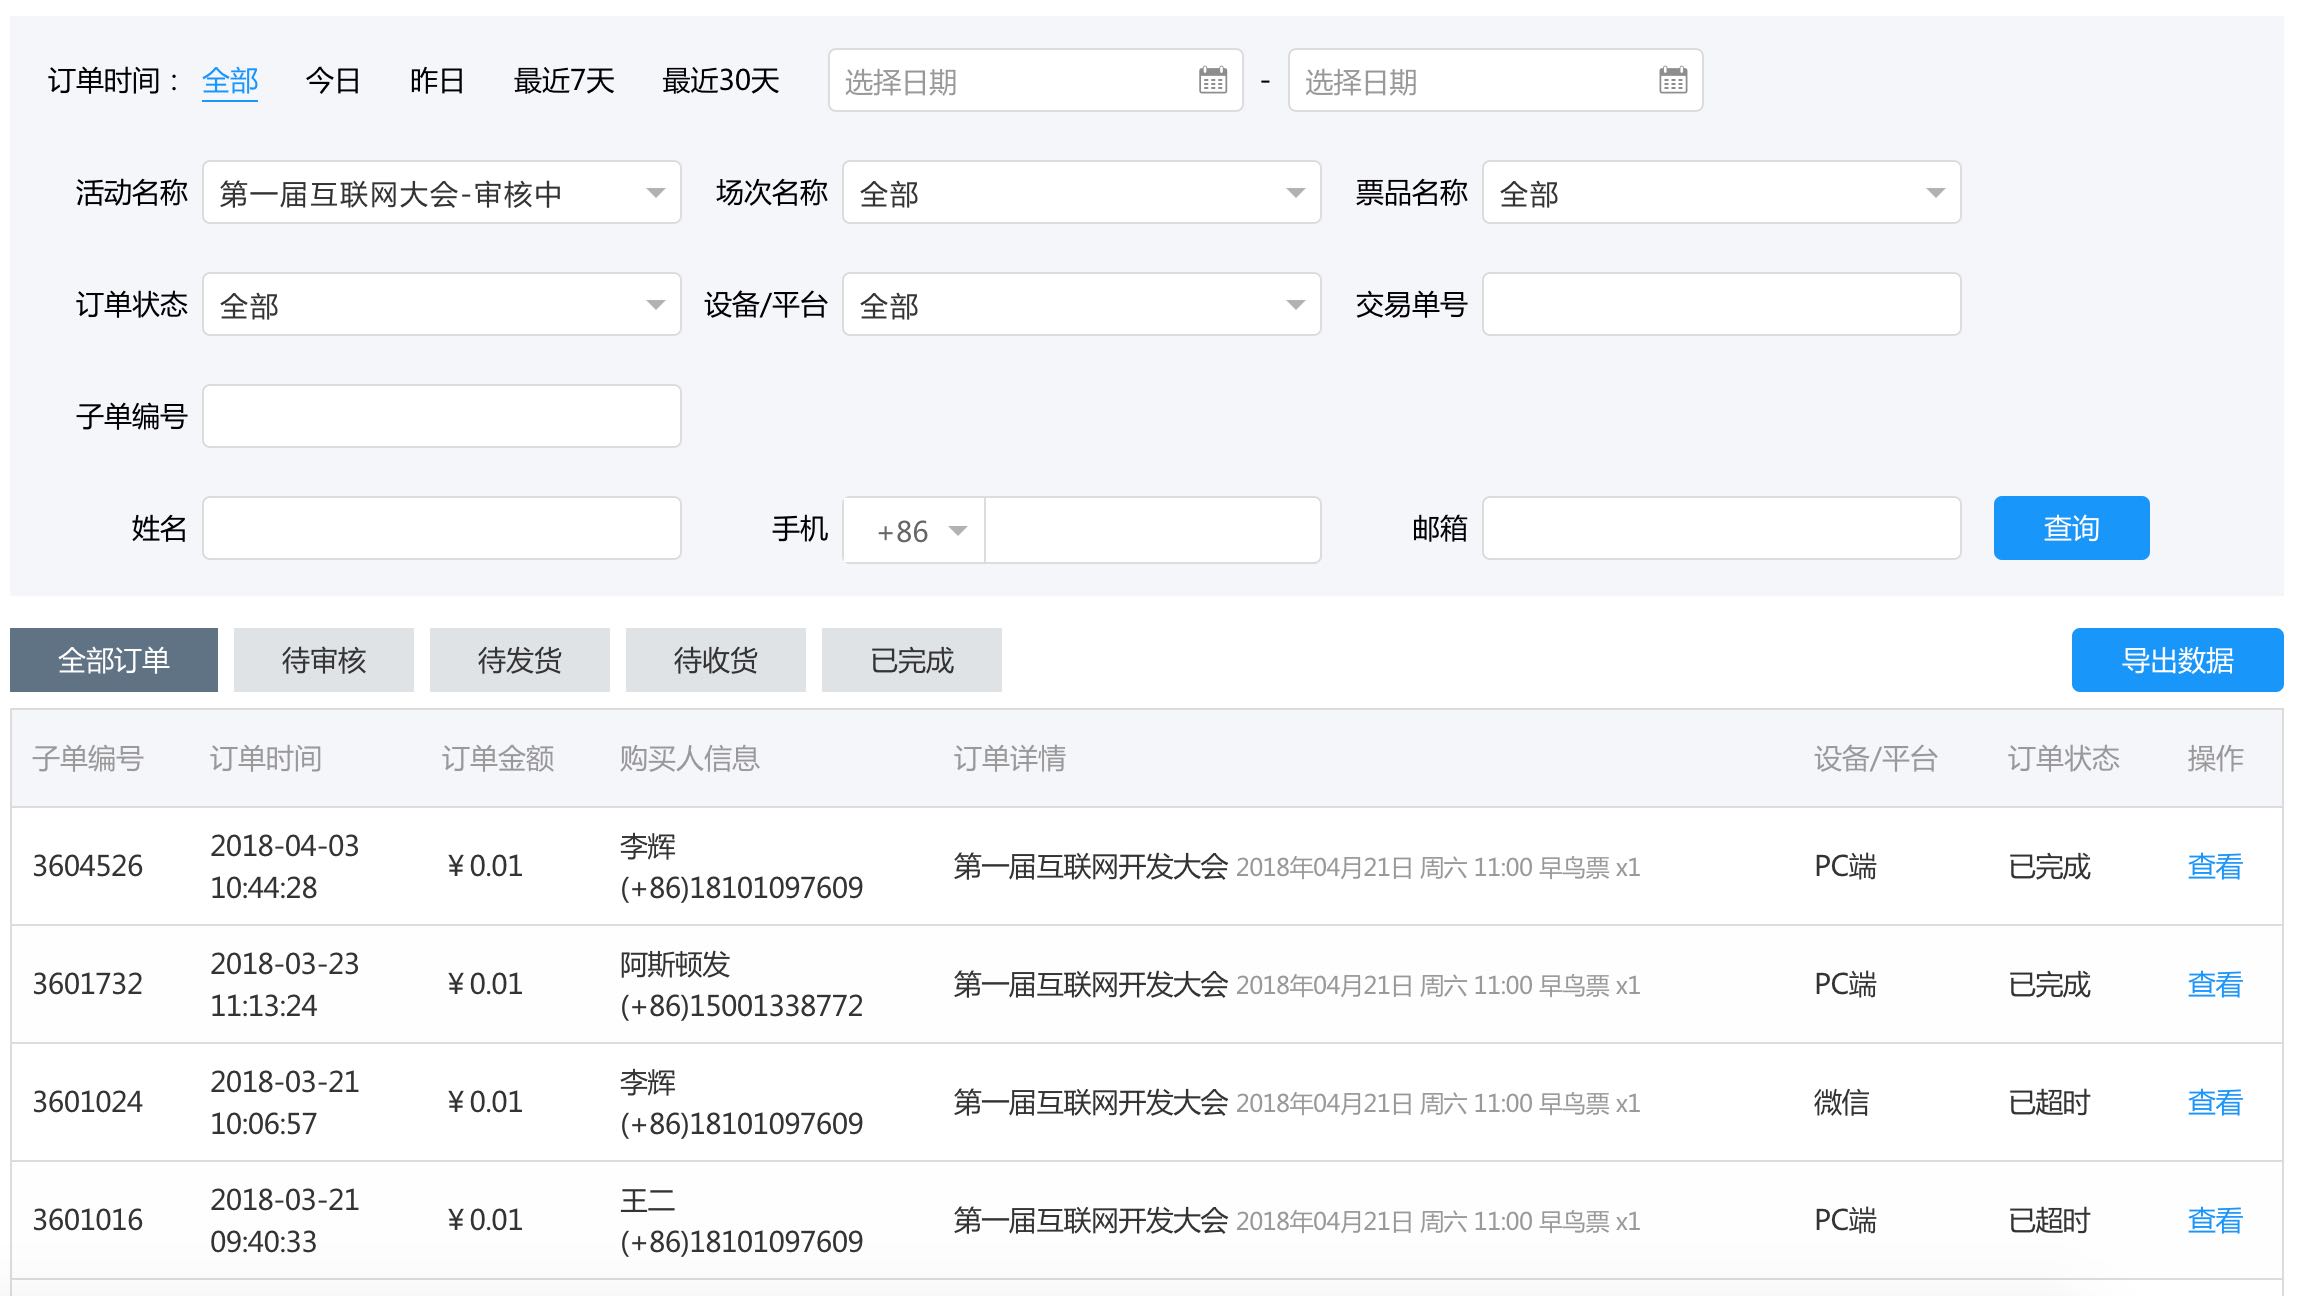 订单时间： 全部 今日 昨日 最近7天 最近30天 选择日期 - 选择日期
活动名称 第一届互联网大会-审核中 场次名称 全部 票品名称 全部
订单状态 全部 设备/平台 全部 交易单号
子单编号
姓名 手机 +86 邮箱 查询
全部订单 待审核 待发货 待收货 已完成 导出数据
子单编号 订单时间 订单金额 购买人信息 订单详情 设备/平台 订单状态 操作
2018-04-03 李辉
3604526 ¥0.01 第一届互联网开发大会 2018年04月21日 周六 11:00 早鸟票 x1 PC端 已完成 查看
10:44:28 (+86)18101097609
2018-03-23 阿斯顿发
3601732 ¥0.01 第一届互联网开发大会 2018年04月21日 周六 11:00 早鸟票 x1 PC端 已完成 查看
11:13:24 (+86)15001338772
2018-03-21 李辉
3601024 ¥0.01 第一届互联网开发大会 2018年04月21日 周六 11:00 早鸟票 x1 微信 已超时 查看
10:06:57 (+86)18101097609
2018-03-21 王二
3601016 ¥0.01 第一届互联网开发大会 2018年04月21日 周六 11:00 早鸟票 x1 PC端 已超时 查看
09:40:33 (+86)18101097609